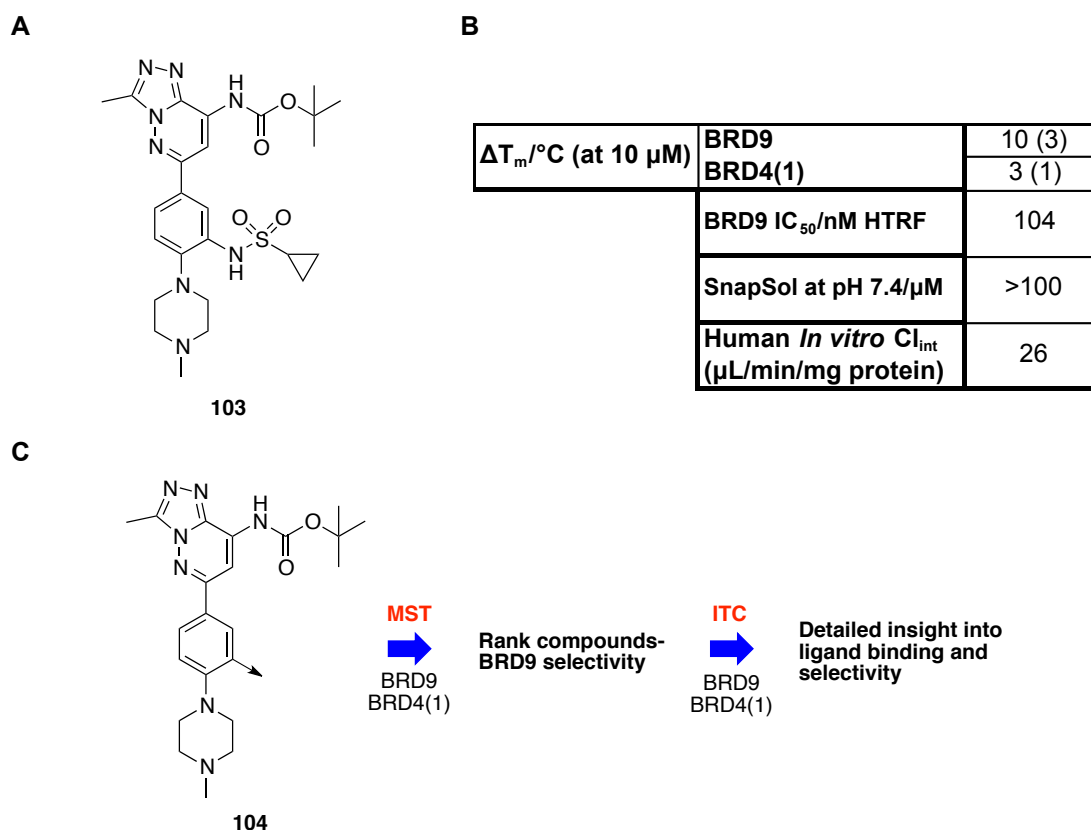 A
B
N
N
N
N
N
H
N
O
O
O
O
S
N
H
N
N
103
ΔTm/°C (at 10 µM)
BRD9
BRD4(1)
10 (3)
3 (1)
BRD9 IC50/nM HTRF
104
SnapSol at pH 7.4/µM
>100
Human In vitro Clint
(µL/min/mg protein)
26
C
N
N
N
N
H
N
O
O
N
N
104
MST
BRD9
BRD4(1)
Rank compounds-
BRD9 selectivity
ITC
BRD9
BRD4(1)
Detailed insight into
ligand binding and
selectivity